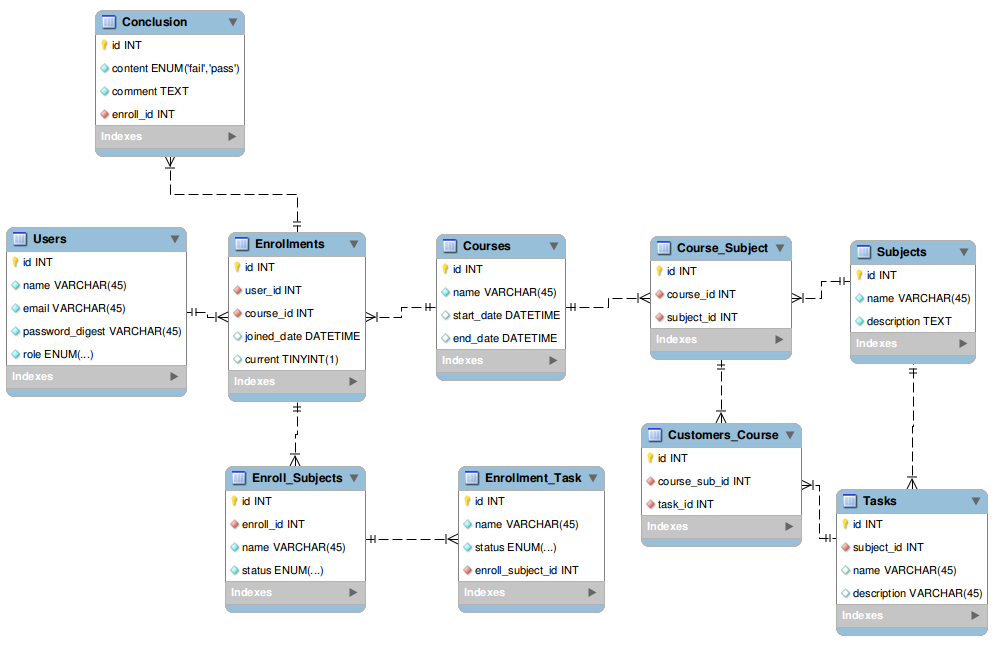 Conclusion
id INT
content ENUM('fail','pass')
comment TEXT
enroll_id INT
Indexes
Users
id INT
name VARCHAR(45)
email VARCHAR(45)
password_digest VARCHAR(45)
role ENUM(...)
Indexes
Enrollments
id INT
user_id INT
course_id INT
joined_date DATETIME
current TINYINT(1)
Indexes
Courses
id INT
name VARCHAR(45)
start_date DATETIME
end_date DATETIME
Indexes
Course_Subject
id INT
course_id INT
subject_id INT
Indexes
Subjects
id INT
name VARCHAR(45)
description TEXT
Indexes
Enroll_Subjects
id INT
enroll_id INT
name VARCHAR(45)
status ENUM(...)
Indexes
Enrollment_Task
id INT
name VARCHAR(45)
status ENUM(...)
enroll_subject_id INT
Indexes
Customers_Course
id INT
course_sub_id INT
task_id INT
Indexes
Tasks
id INT
subject_id INT
name VARCHAR(45)
description VARCHAR(45)
Indexes